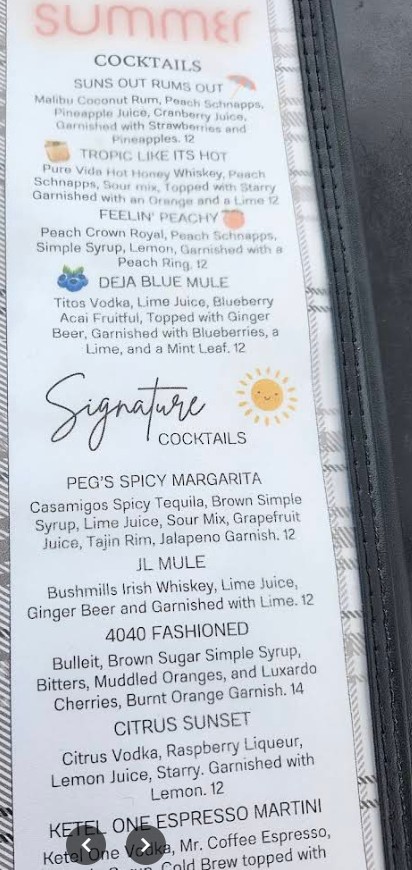 SUMMER
COCKTAILS
SUNS OUT RUMS OUT
Malibu Coconut Rum, Peach Schnapps,
Pineapple Juice, Cranberry Juice,
Garnished with Strawberries and
Pineapples. 12
TROPIC LIKE ITS HOT
Pure Vida Hot Honey Whiskey, Peach
Schnapps, Sour mix, Topped with Starry
Garnished with an Orange and a Lime 12
FEELIN' PEACHY
Peach Crown Royal, Peach Schnapps,
Simple Syrup, Lemon, Garnished with a
Peach Ring. 12
DEJA BLUE MULE
Titos Vodka, Lime Juice, Blueberry
Acai Fruitful, Topped with Ginger
Beer, Garnished with Blueberries, a
Lime, and a Mint Leaf. 12
Signature
COCKTAILS
PEG'S SPICY MARGARITA
Casamigos Spicy Tequila, Brown Simple
Syrup, Lime Juice, Sour Mix, Grapefruit
Juice, Tajin Rim, Jalapeno Garnish. 12
JL MULE
Bushmills Irish Whiskey, Lime Juice,
Ginger Beer and Garnished with Lime. 12
4040 FASHIONED
Bulleit, Brown Sugar Simple Syrup,
Bitters, Muddled Oranges, and Luxardo
Cherries, Burnt Orange Garnish. 14
CITRUS SUNSET
Citrus Vodka, Raspberry Liqueur,
Lemon Juice, Starry. Garnished with
Lemon. 12
KETEL ONE ESPRESSO MARTINI
Ketel One Vodka, Mr. Coffee Espresso,
Cold Brew topped with